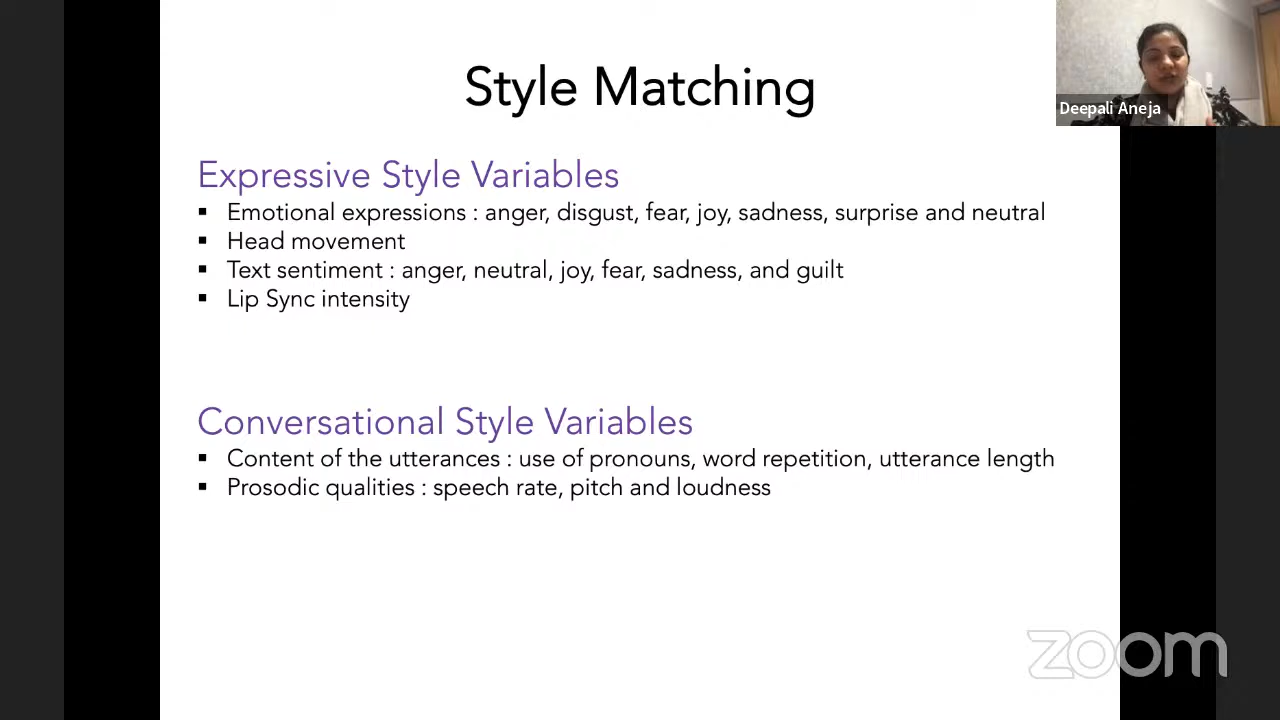 Style Matching
Deepali Aneja
Expressive Style Variables
▪ Emotional expressions : anger, disgust, fear, joy, sadness, surprise and neutral
▪ Head movement
▪ Text sentiment : anger, neutral, joy, fear, sadness, and guilt
▪ Lip Sync intensity
Conversational Style Variables
▪ Content of the utterances : use of pronouns, word repetition, utterance length
▪ Prosodic qualities : speech rate, pitch and loudness
zoom